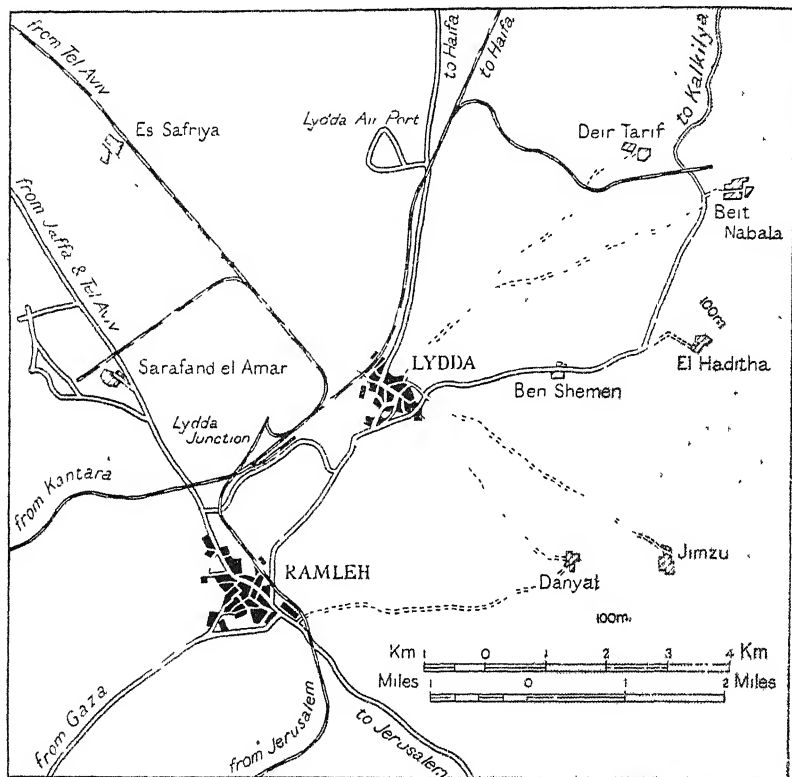 from Tel Aviv
to Haifa
to Haifa
to Kalkilya
Es Safriya
Lydda Air Port
Deir Tarif
from Jaffa & Tel Aviv
Beit
Nabala
100m
LYDDA
El Haditha
Sarafand el Amar
Ben Shemen
Lydda
Junction
from Kantara
Jimzu
RAMLEH
Danyal
100m.
Km 1 0 1 2 3 4 Km
Miles 1 0 1 2 Miles
from Gaza
from Jerusalem
to Jerusalem